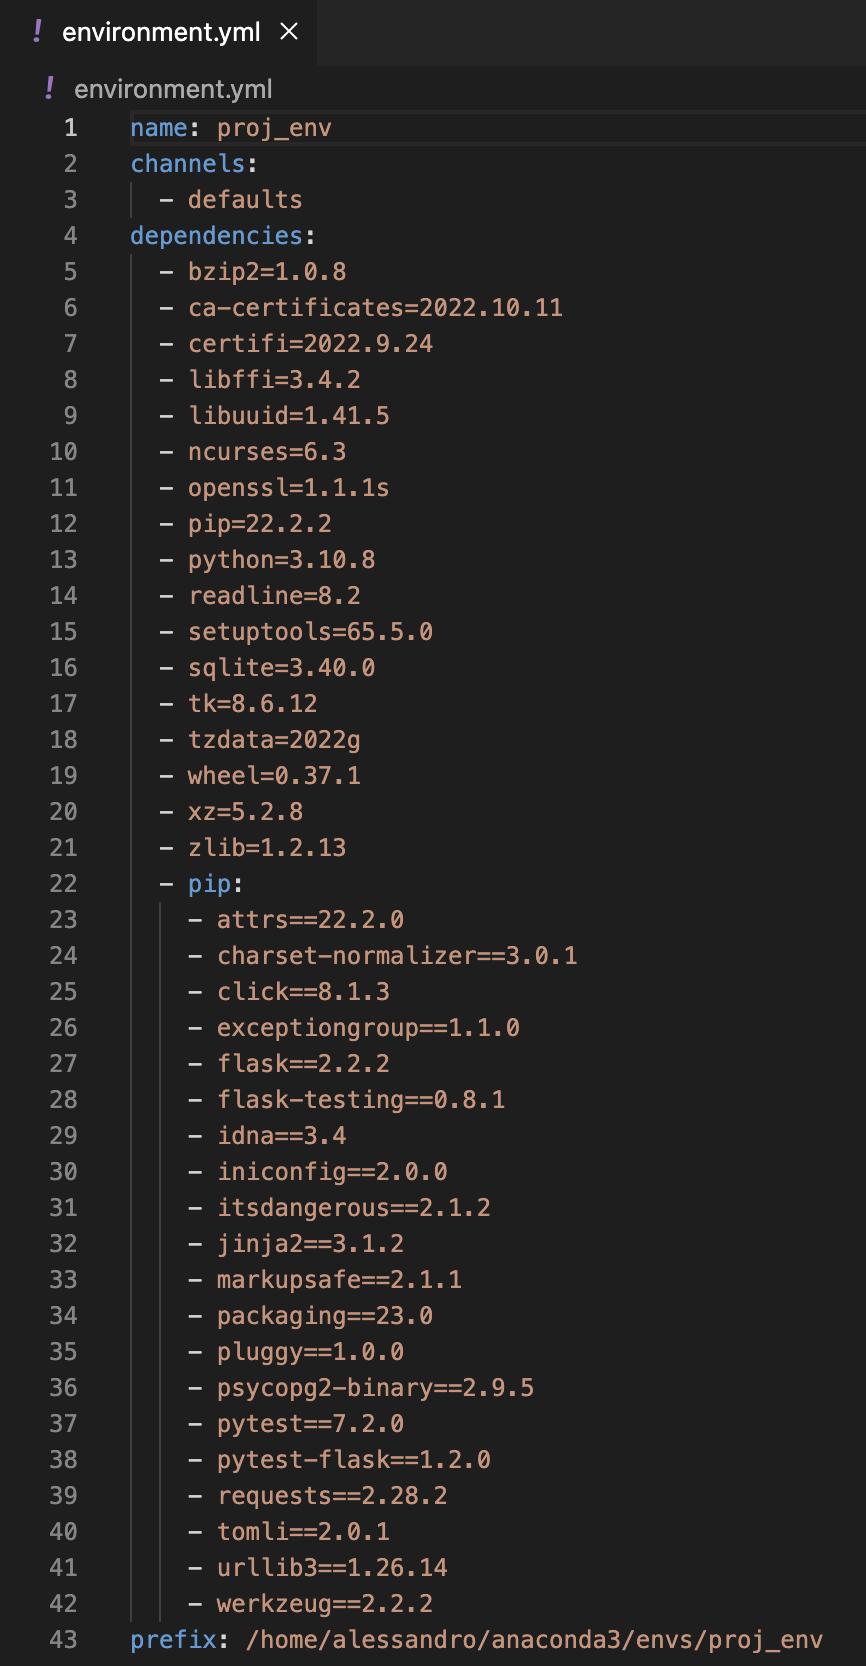 ! environment.yml ×
! environment.yml
1 name: proj_env
2 channels:
3   - defaults
4 dependencies:
5   - bzip2=1.0.8
6   - ca-certificates=2022.10.11
7   - certifi=2022.9.24
8   - libffi=3.4.2
9   - libuuid=1.41.5
10   - ncurses=6.3
11   - openssl=1.1.1s
12   - pip=22.2.2
13   - python=3.10.8
14   - readline=8.2
15   - setuptools=65.5.0
16   - sqlite=3.40.0
17   - tk=8.6.12
18   - tzdata=2022g
19   - wheel=0.37.1
20   - xz=5.2.8
21   - zlib=1.2.13
22   - pip:
23     - attrs==22.2.0
24     - charset-normalizer==3.0.1
25     - click==8.1.3
26     - exceptiongroup==1.1.0
27     - flask==2.2.2
28     - flask-testing==0.8.1
29     - idna==3.4
30     - iniconfig==2.0.0
31     - itsdangerous==2.1.2
32     - jinja2==3.1.2
33     - markupsafe==2.1.1
34     - packaging==23.0
35     - pluggy==1.0.0
36     - psycopg2-binary==2.9.5
37     - pytest==7.2.0
38     - pytest-flask==1.2.0
39     - requests==2.28.2
40     - tomli==2.0.1
41     - urllib3==1.26.14
42     - werkzeug==2.2.2
43 prefix: /home/alessandro/anaconda3/envs/proj_env